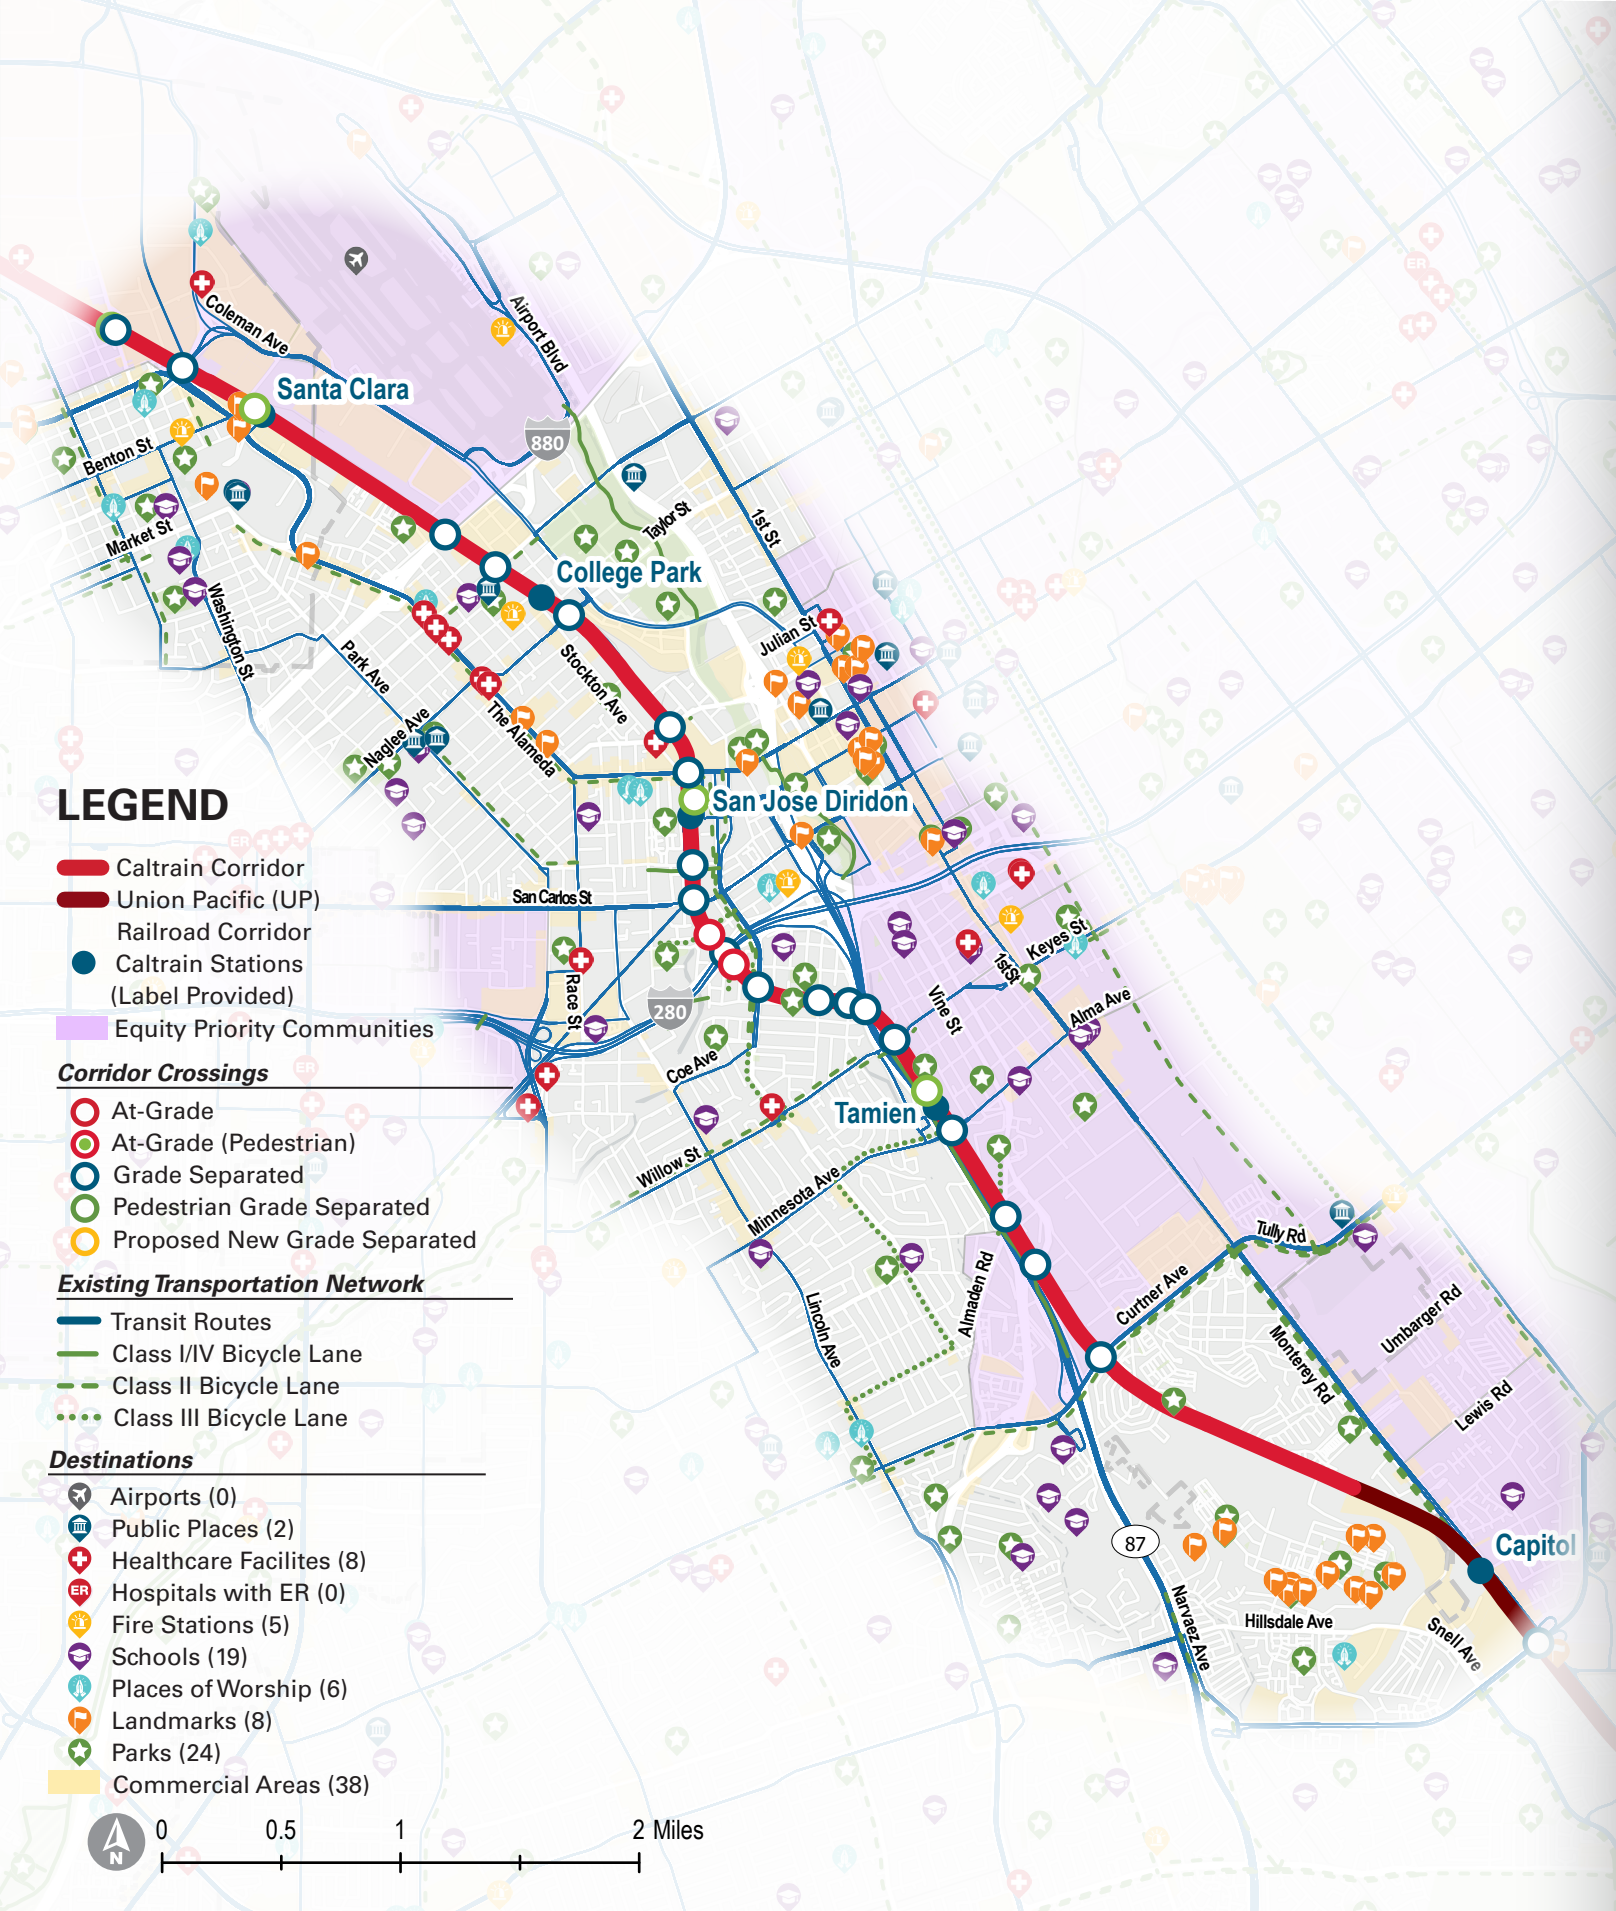 Coleman Ave
Airport Blvd
Santa Clara
880
Benton St
Market St
Taylor St
1st St
College Park
Washington St
Julian St
Park Ave
Stockton Ave
Naglee Ave
The Alameda
San Jose Diridon
San Carlos St
Race St
280
Keyes St
1st St
Vine St
Alma Ave
Coe Ave
Tamien
Willow St
Minnesota Ave
Tully Rd
Almaden Rd
Curtner Ave
Lincoln Ave
Umbarger Rd
Monterey Rd
Lewis Rd
87
Capitol
Narvaez Ave
Hillsdale Ave
Snell Ave
LEGEND
Caltrain Corridor
Union Pacific (UP)
Railroad Corridor
Caltrain Stations
(Label Provided)
Equity Priority Communities
Corridor Crossings
At-Grade
At-Grade (Pedestrian)
Grade Separated
Pedestrian Grade Separated
Proposed New Grade Separated
Existing Transportation Network
Transit Routes
Class I/IV Bicycle Lane
Class II Bicycle Lane
Class III Bicycle Lane
Destinations
Airports (0)
Public Places (2)
Healthcare Facilites (8)
ER Hospitals with ER (0)
Fire Stations (5)
Schools (19)
Places of Worship (6)
Landmarks (8)
Parks (24)
Commercial Areas (38)
N
0 0.5 1 2 Miles
ER
ER
ER